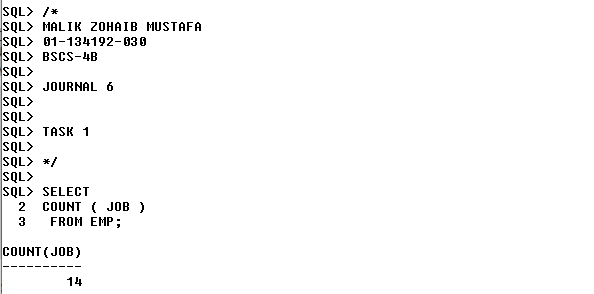 SQL> /*
SQL> MALIK ZOHAIB MUSTAFA
SQL> 01-134192-030
SQL> BSCS-4B
SQL>
SQL> JOURNAL 6
SQL>
SQL>
SQL> TASK 1
SQL>
SQL> */
SQL>
SQL> SELECT
  2  COUNT ( JOB )
  3   FROM EMP;

COUNT(JOB)
----------
        14